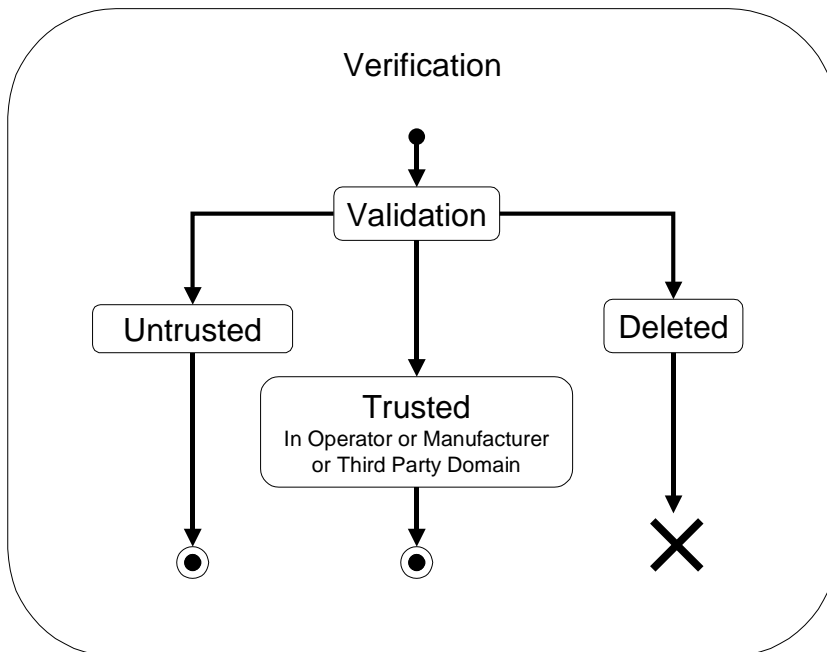 Verification
Validation
Untrusted
Deleted
Trusted
In Operator or Manufacturer
or Third Party Domain